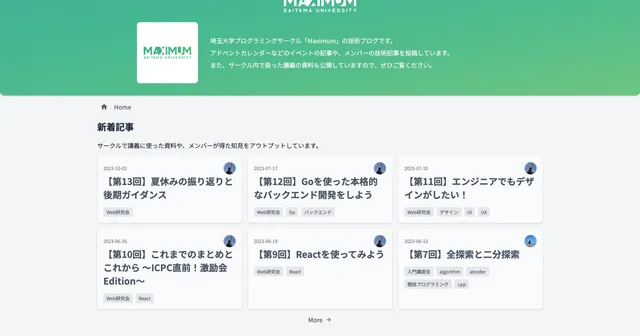 MAXIMUM
SAITAMA UNIVERSITY
MAXIMUM
SAITAMA UNIVERSITY
埼玉大学プログラミングサークル「Maximum」の技術ブログです。
アドベントカレンダーなどのイベントの記事や、メンバーの技術記事を投稿しています。
また、サークル内で扱った講義の資料も公開していますので、ぜひご覧ください。
Home
新着記事
サークルで講義に使った資料や、メンバーが得た知見をアウトプットしています。
2023-10-02
【第13回】夏休みの振り返りと
後期ガイダンス
Web研究会
2023-07-17
【第12回】Goを使った本格的
なバックエンド開発をしよう
Web研究会 Go バックエンド
2023-07-10
【第11回】エンジニアでもデザ
インがしたい！
Web研究会 デザイン UI UX
2023-06-26
【第10回】これまでのまとめと
これから 〜ICPC直前！激励会
Edition〜
Web研究会 React
2023-06-19
【第9回】Reactを使ってみよう
Web研究会 React
2023-06-12
【第7回】全探索と二分探索
入門講習会 algorithm atcoder
競技プログラミング cpp
More →